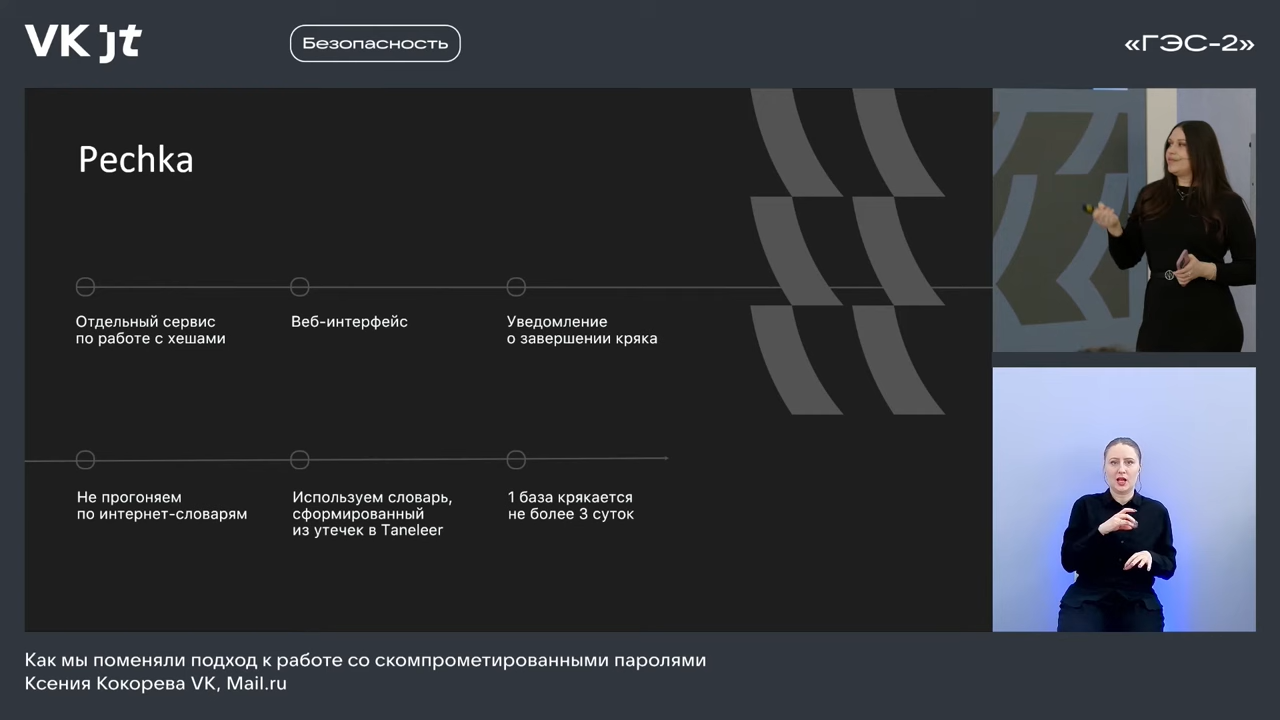 VK jt
Безопасность
«ГЭС-2»
Pechka
Отдельный сервис
по работе с хешами
Веб-интерфейс
Уведомление
о завершении кряка
Не прогоняем
по интернет-словарям
Используем словарь,
сформированный
из утечек в Taneleer
1 база крякается
не более 3 суток
Как мы поменяли подход к работе со скомпрометированными паролями
Ксения Кокорева VK, Mail.ru